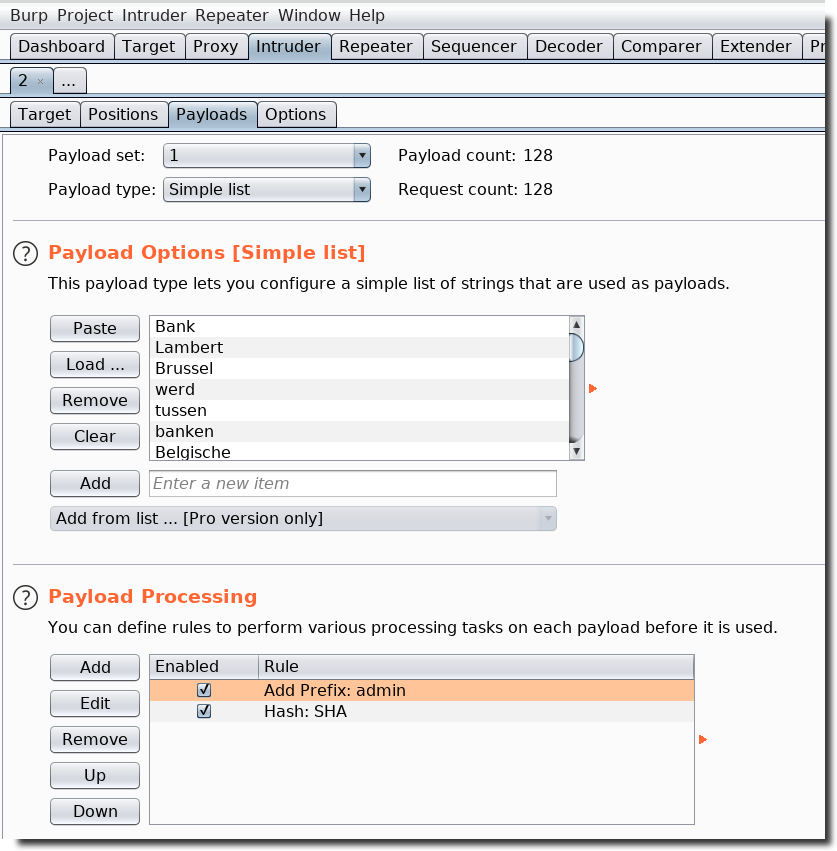 Burp Project Intruder Repeater Window Help
Dashboard Target Proxy Intruder Repeater Sequencer Decoder Comparer Extender Pr
2 × ...
Target Positions Payloads Options
Payload set: 1 Payload count: 128
Payload type: Simple list Request count: 128
? Payload Options [Simple list]
This payload type lets you configure a simple list of strings that are used as payloads.
Paste
Load ...
Remove
Clear
Bank
Lambert
Brussel
werd
tussen
banken
Belgische
Add Enter a new item
Add from list ... [Pro version only]
? Payload Processing
You can define rules to perform various processing tasks on each payload before it is used.
Add
Edit
Remove
Up
Down
Enabled Rule
Add Prefix: admin
Hash: SHA